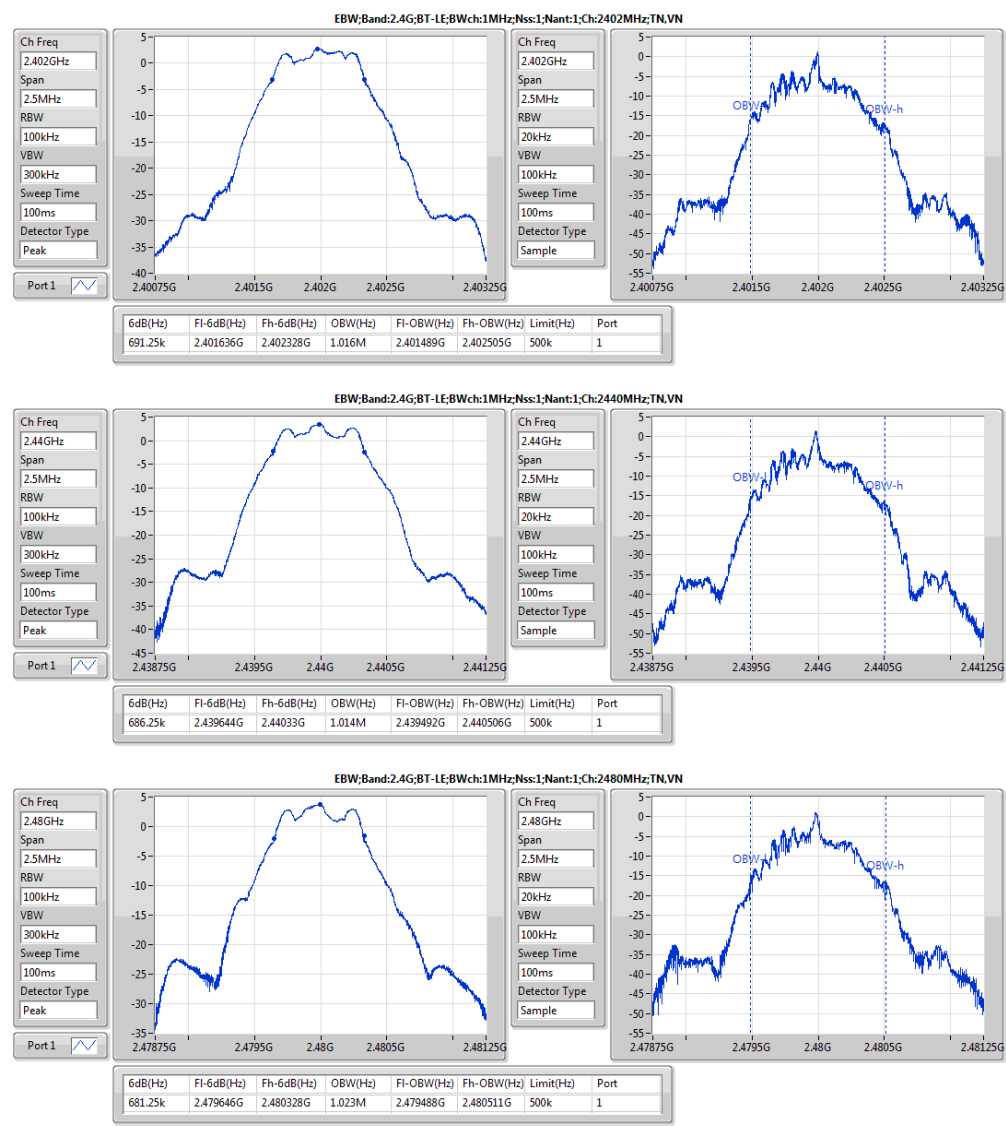 EBW;Band:2.4G;BT-LE;BWch:1MHz;Nss:1;Nant:1;Ch:2402MHz;TN,VN
Ch Freq
2.402GHz
Span
2.5MHz
RBW
100kHz
VBW
300kHz
Sweep Time
100ms
Detector Type
Peak
Port 1
5-
0-
-5-
-10-
-15-
-20-
-25-
-30-
-35-
-40-
2.40075G 2.4015G 2.402G 2.4025G 2.40325G
Ch Freq
2.402GHz
Span
2.5MHz
RBW
20kHz
VBW
100kHz
Sweep Time
100ms
Detector Type
Sample
5-
0-
-5-
-10-
-15-
-20-
-25-
-30-
-35-
-40-
-45-
-50-
-55-
OBW-l OBW-h
2.40075G 2.4015G 2.402G 2.4025G 2.40325G
6dB(Hz) Fl-6dB(Hz) Fh-6dB(Hz) OBW(Hz) Fl-OBW(Hz) Fh-OBW(Hz) Limit(Hz) Port
691.25k 2.401636G 2.402328G 1.016M 2.401489G 2.402505G 500k 1
EBW;Band:2.4G;BT-LE;BWch:1MHz;Nss:1;Nant:1;Ch:2440MHz;TN,VN
Ch Freq
2.44GHz
Span
2.5MHz
RBW
100kHz
VBW
300kHz
Sweep Time
100ms
Detector Type
Peak
Port 1
5-
0-
-5-
-10-
-15-
-20-
-25-
-30-
-35-
-40-
-45-
2.43875G 2.4395G 2.44G 2.4405G 2.44125G
Ch Freq
2.44GHz
Span
2.5MHz
RBW
20kHz
VBW
100kHz
Sweep Time
100ms
Detector Type
Sample
5-
0-
-5-
-10-
-15-
-20-
-25-
-30-
-35-
-40-
-45-
-50-
-55-
OBW-l OBW-h
2.43875G 2.4395G 2.44G 2.4405G 2.44125G
6dB(Hz) Fl-6dB(Hz) Fh-6dB(Hz) OBW(Hz) Fl-OBW(Hz) Fh-OBW(Hz) Limit(Hz) Port
686.25k 2.439644G 2.44033G 1.014M 2.439492G 2.440506G 500k 1
EBW;Band:2.4G;BT-LE;BWch:1MHz;Nss:1;Nant:1;Ch:2480MHz;TN,VN
Ch Freq
2.48GHz
Span
2.5MHz
RBW
100kHz
VBW
300kHz
Sweep Time
100ms
Detector Type
Peak
Port 1
5-
0-
-5-
-10-
-15-
-20-
-25-
-30-
-35-
2.47875G 2.4795G 2.48G 2.4805G 2.48125G
Ch Freq
2.48GHz
Span
2.5MHz
RBW
20kHz
VBW
100kHz
Sweep Time
100ms
Detector Type
Sample
5-
0-
-5-
-10-
-15-
-20-
-25-
-30-
-35-
-40-
-45-
-50-
-55-
OBW-l OBW-h
2.47875G 2.4795G 2.48G 2.4805G 2.48125G
6dB(Hz) Fl-6dB(Hz) Fh-6dB(Hz) OBW(Hz) Fl-OBW(Hz) Fh-OBW(Hz) Limit(Hz) Port
681.25k 2.479646G 2.480328G 1.023M 2.479488G 2.480511G 500k 1